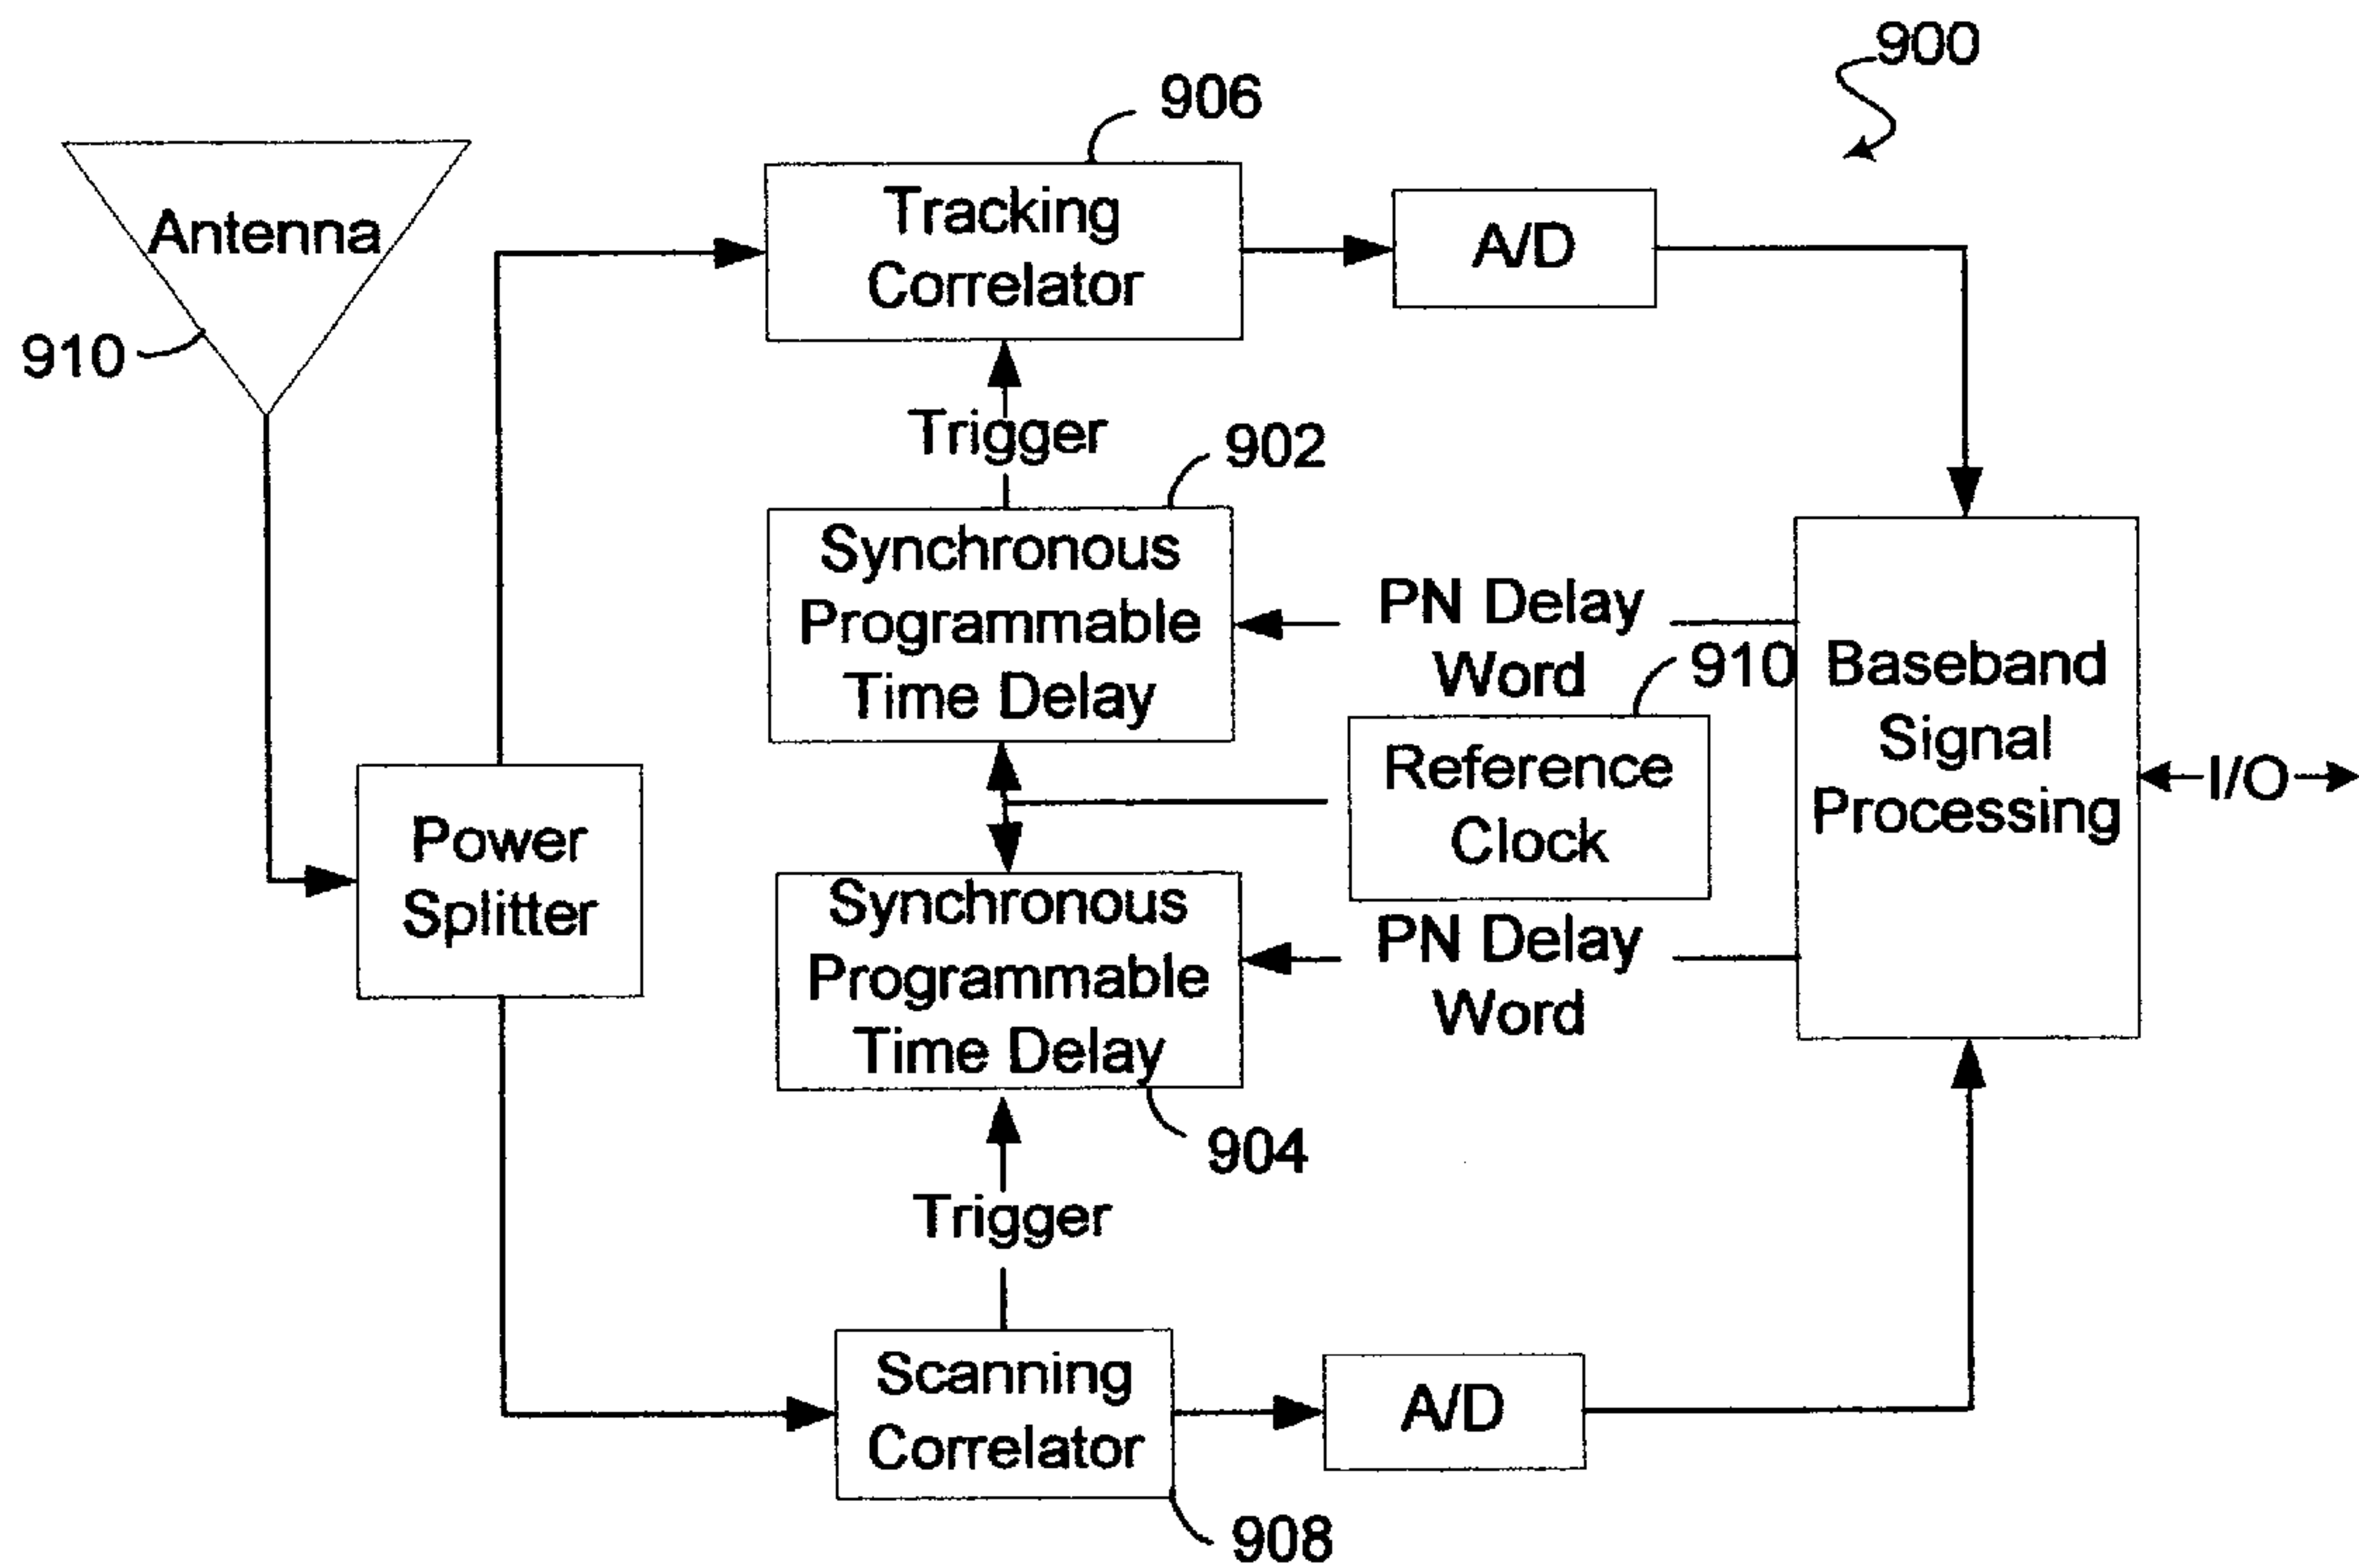 900
906
Antenna
Tracking
Correlator
A/D
910
Trigger
902
Synchronous
Programmable
Time Delay
PN Delay
Word
910
Baseband
Signal
Processing
Reference
Clock
I/O
Power
Splitter
Synchronous
Programmable
Time Delay
PN Delay
Word
904
Trigger
Scanning
Correlator
A/D
908